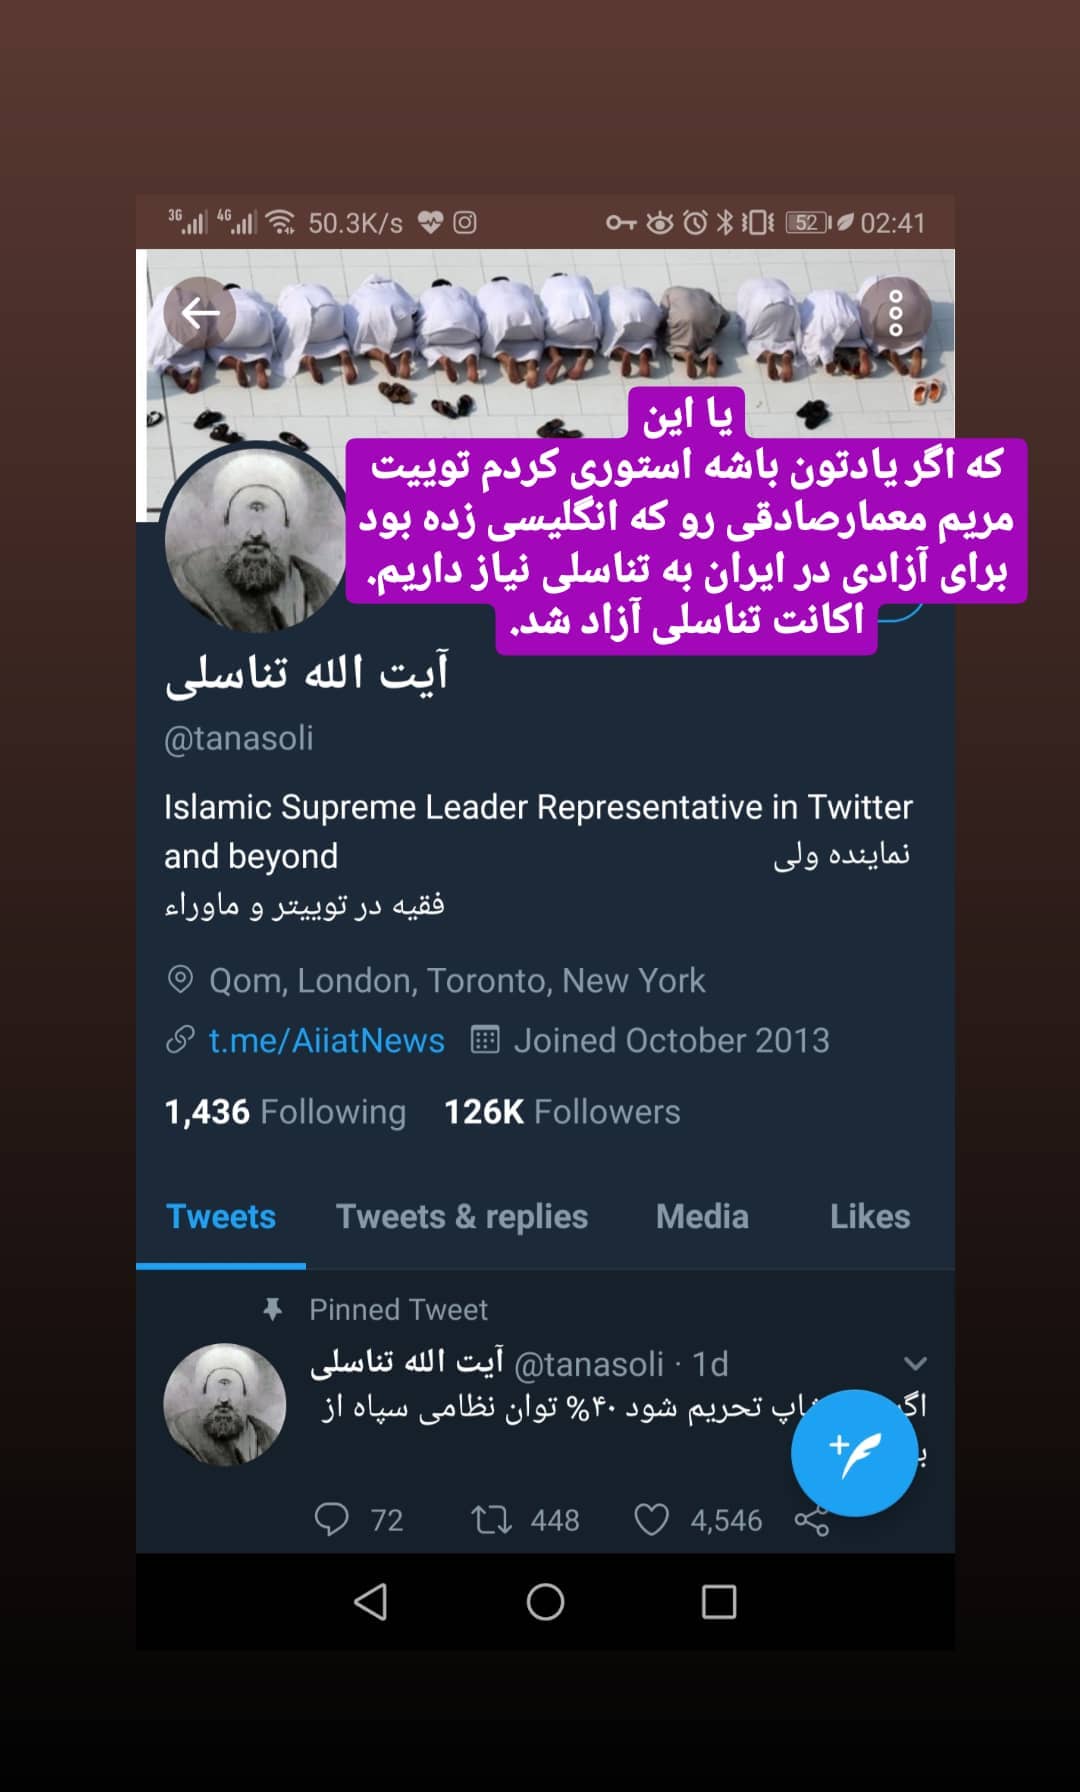 3G 4G 50.3K/s 52 02:41
یا این
که اگر یادتون باشه استوری کردم توییت
مریم معمارصادقی رو که انگلیسی زده بود
برای آزادی در ایران به تناسلی نیاز داریم.
اکانت تناسلی آزاد شد.
آیت الله تناسلی
@tanasoli
Islamic Supreme Leader Representative in Twitter
and beyond نماینده ولی
فقیه در توییتر و ماوراء
Qom, London, Toronto, New York
t.me/AiiatNews Joined October 2013
1,436 Following 126K Followers
Tweets Tweets & replies Media Likes
Pinned Tweet
آیت الله تناسلی @tanasoli · 1d
تحریم شود ۴۰% توان نظامی سپاه از
72 448 4,546